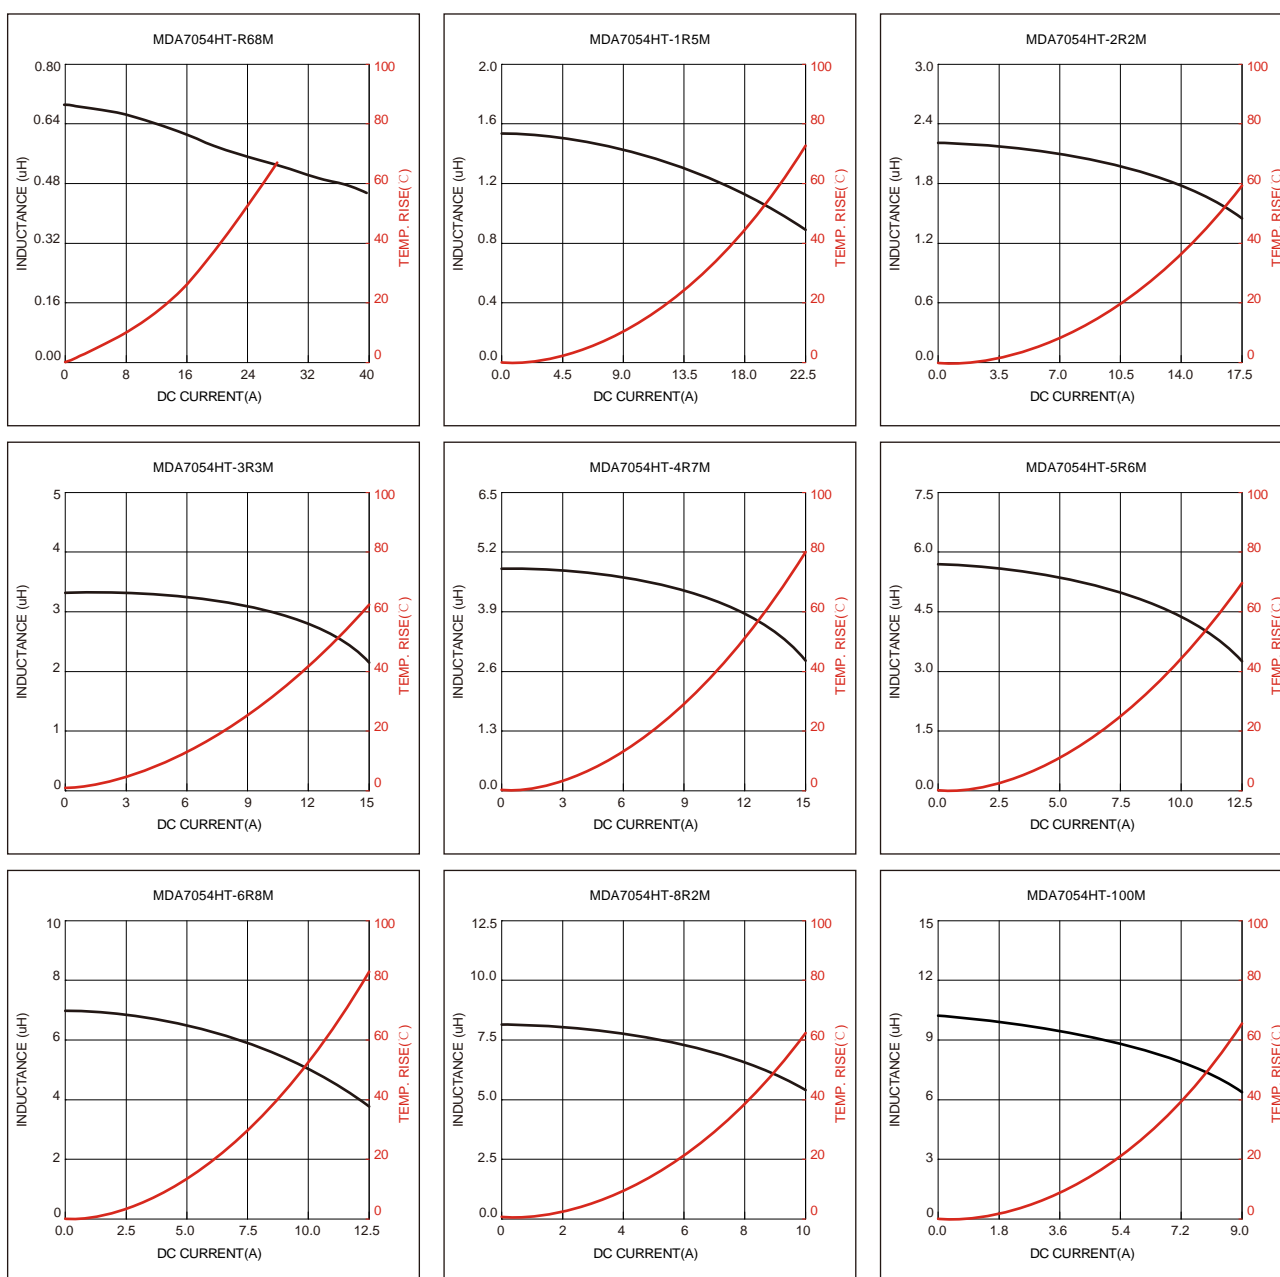 MDA7054HT-R68M
0.80
0.64
0.48
0.32
0.16
0.00
INDUCTANCE (uH)
100
80
60
40
20
0
TEMP. RISE(℃)
0 8 16 24 32 40
DC CURRENT(A)
MDA7054HT-1R5M
2.0
1.6
1.2
0.8
0.4
0.0
INDUCTANCE (uH)
100
80
60
40
20
0
TEMP. RISE(℃)
0.0 4.5 9.0 13.5 18.0 22.5
DC CURRENT(A)
MDA7054HT-2R2M
3.0
2.4
1.8
1.2
0.6
0.0
INDUCTANCE (uH)
100
80
60
40
20
0
TEMP. RISE(℃)
0.0 3.5 7.0 10.5 14.0 17.5
DC CURRENT(A)
MDA7054HT-3R3M
5
4
3
2
1
0
INDUCTANCE (uH)
100
80
60
40
20
0
TEMP. RISE(℃)
0 3 6 9 12 15
DC CURRENT(A)
MDA7054HT-4R7M
6.5
5.2
3.9
2.6
1.3
0.0
INDUCTANCE (uH)
100
80
60
40
20
0
TEMP. RISE(℃)
0 3 6 9 12 15
DC CURRENT(A)
MDA7054HT-5R6M
7.5
6.0
4.5
3.0
1.5
0.0
INDUCTANCE (uH)
100
80
60
40
20
0
TEMP. RISE(℃)
0.0 2.5 5.0 7.5 10.0 12.5
DC CURRENT(A)
MDA7054HT-6R8M
10
8
6
4
2
0
INDUCTANCE (uH)
100
80
60
40
20
0
TEMP. RISE(℃)
0.0 2.5 5.0 7.5 10.0 12.5
DC CURRENT(A)
MDA7054HT-8R2M
12.5
10.0
7.5
5.0
2.5
0.0
INDUCTANCE (uH)
100
80
60
40
20
0
TEMP. RISE(℃)
0 2 4 6 8 10
DC CURRENT(A)
MDA7054HT-100M
15
12
9
6
3
0
INDUCTANCE (uH)
100
80
60
40
20
0
TEMP. RISE(℃)
0.0 1.8 3.6 5.4 7.2 9.0
DC CURRENT(A)